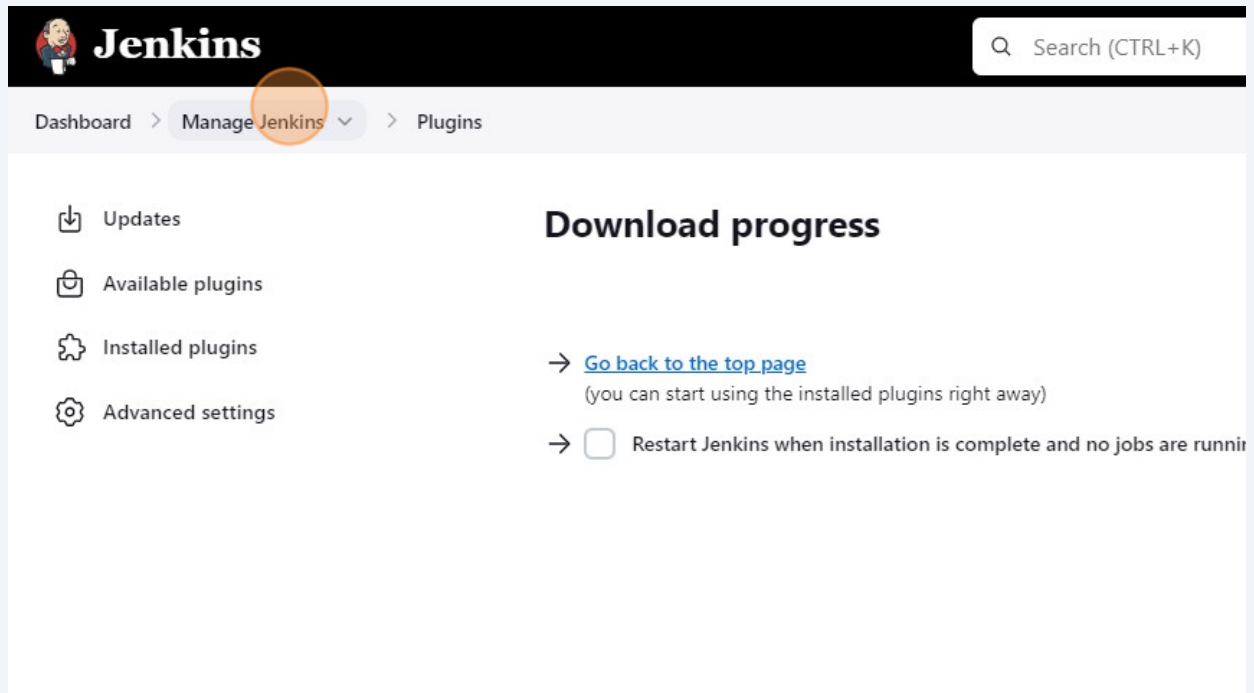 Jenkins
Search (CTRL+K)
Dashboard > Manage Jenkins > Plugins
Updates
Available plugins
Installed plugins
Advanced settings
Download progress
Go back to the top page
(you can start using the installed plugins right away)
Restart Jenkins when installation is complete and no jobs are